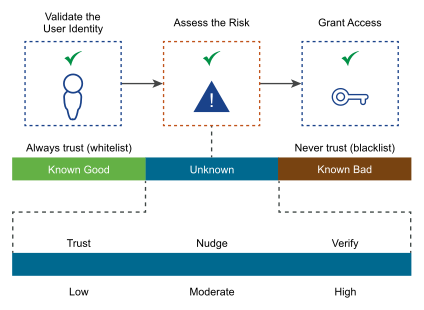 Validate the
User Identity
Assess the Risk
Grant Access
!
Always trust (whitelist)
Never trust (blacklist)
Known Good
Unknown
Known Bad
Trust
Nudge
Verify
Low
Moderate
High